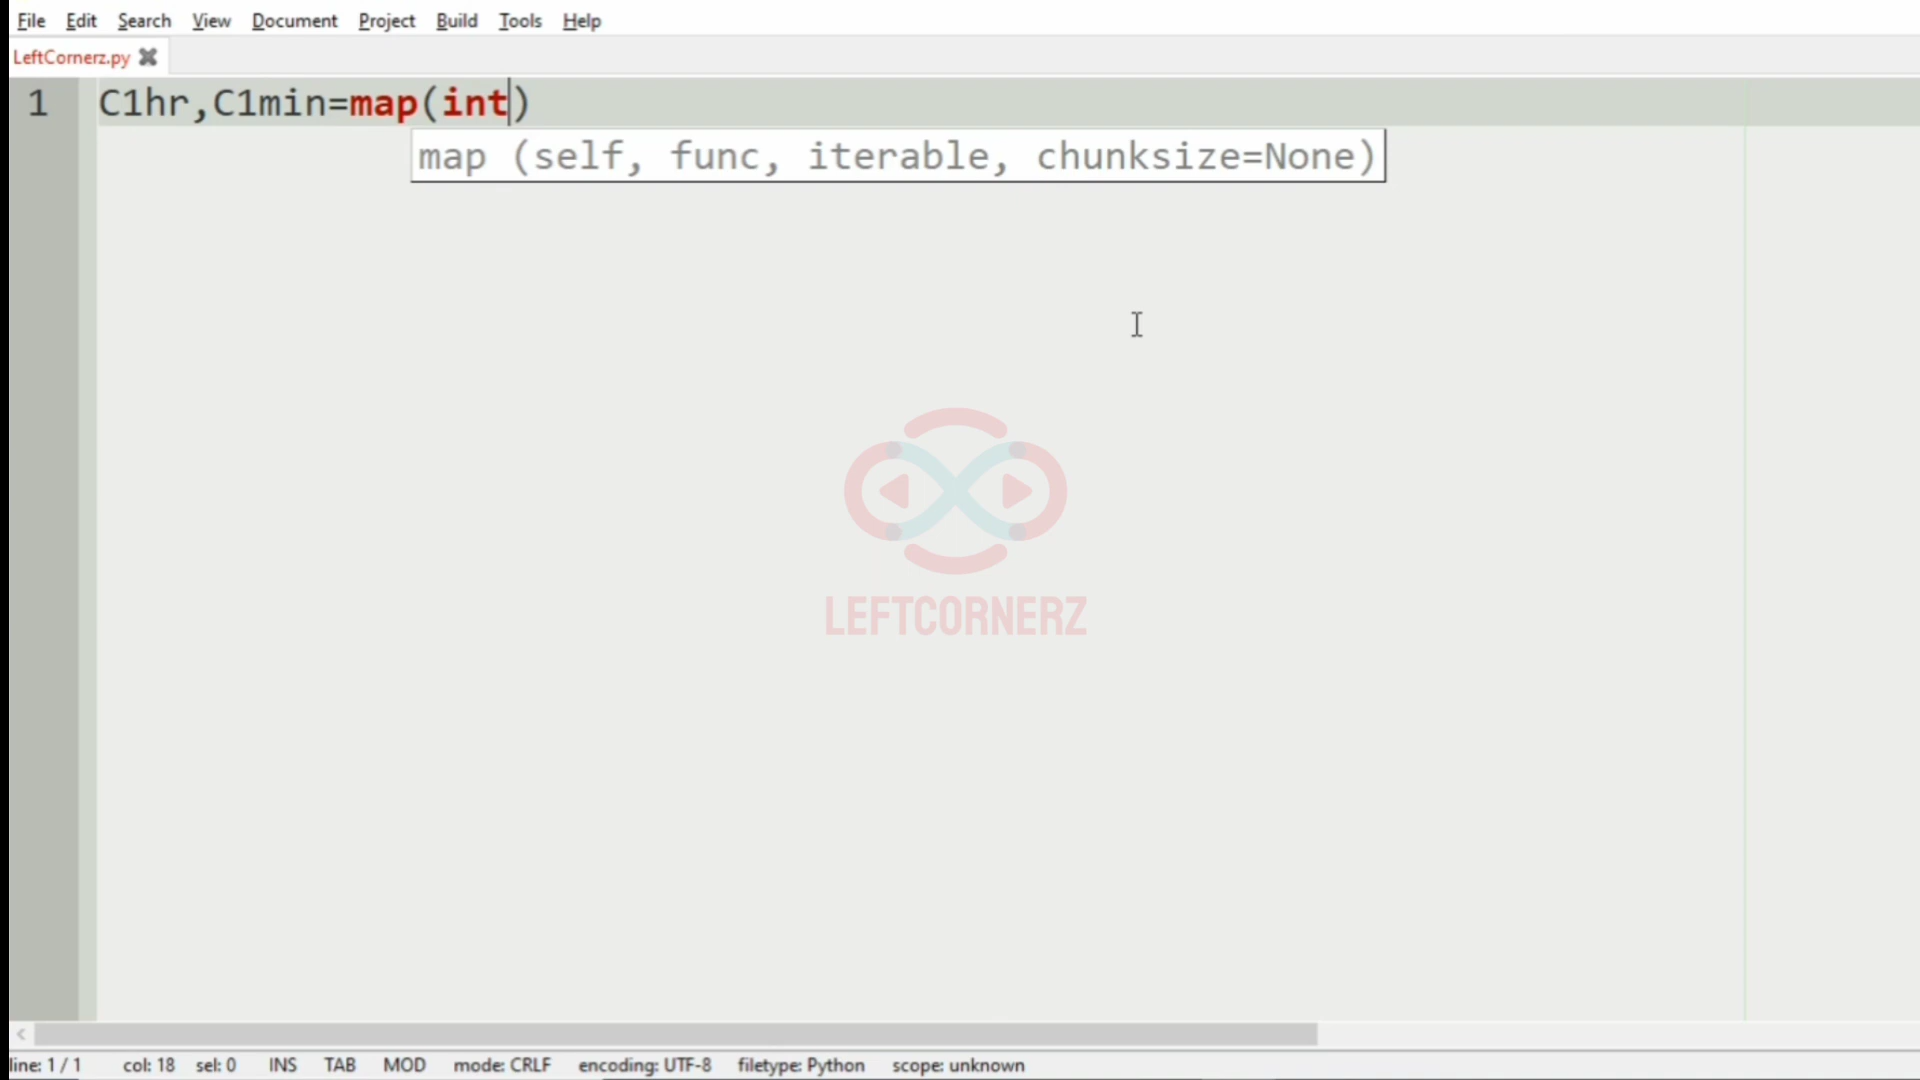 File Edit Search View Document Project Build Tools Help
LeftCornerz.py
1 C1hr,C1min=map(int)
map (self, func, iterable, chunksize=None)
LEFTCORNERZ
line: 1 / 1 col: 18 sel: 0 INS TAB MOD mode: CRLF encoding: UTF-8 filetype: Python scope: unknown